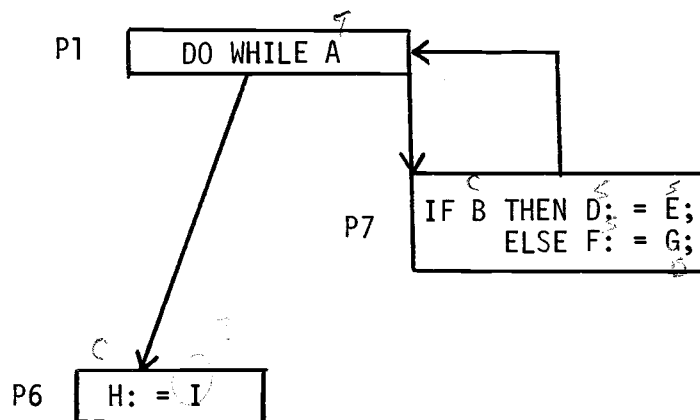 P1 DO WHILE A
P7
IF B THEN D: = E;
ELSE F: = G;
P6 H: = I